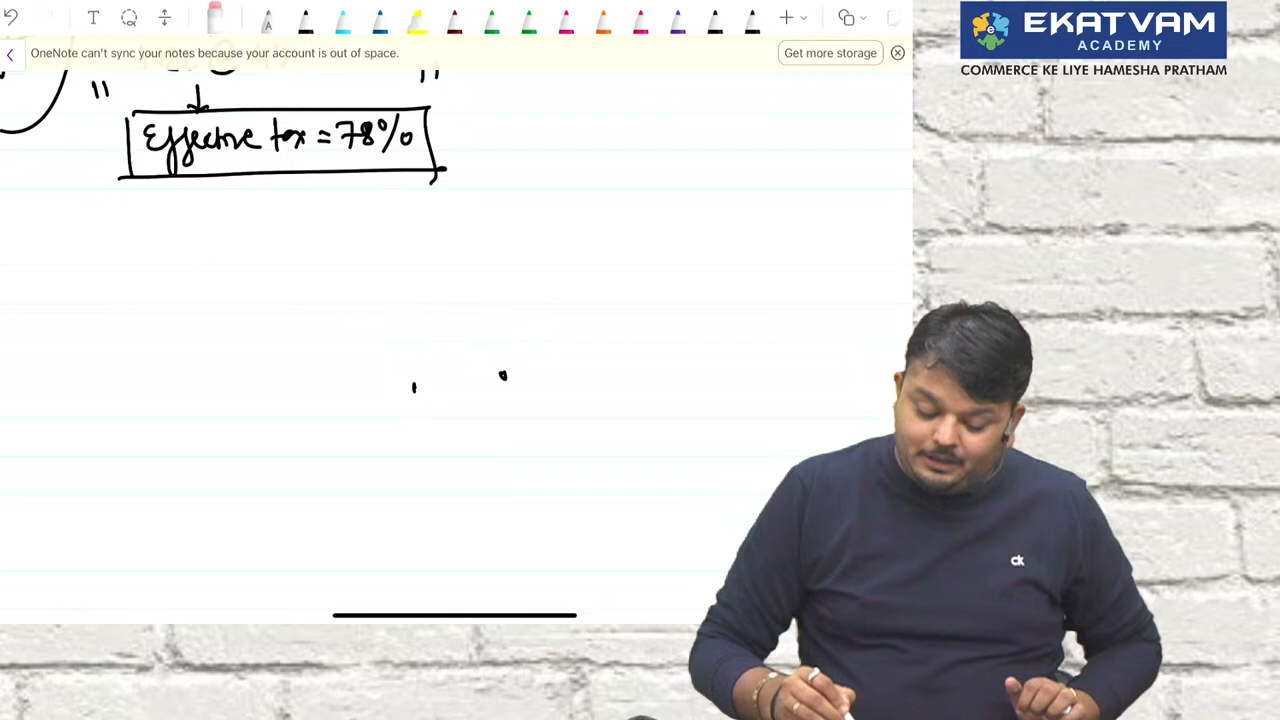 EKATVAM
ACADEMY
COMMERCE KE LIYE HAMESHA PRATHAM
OneNote can't sync your notes because your account is out of space.
Get more storage
Effective tax = 78%
ck